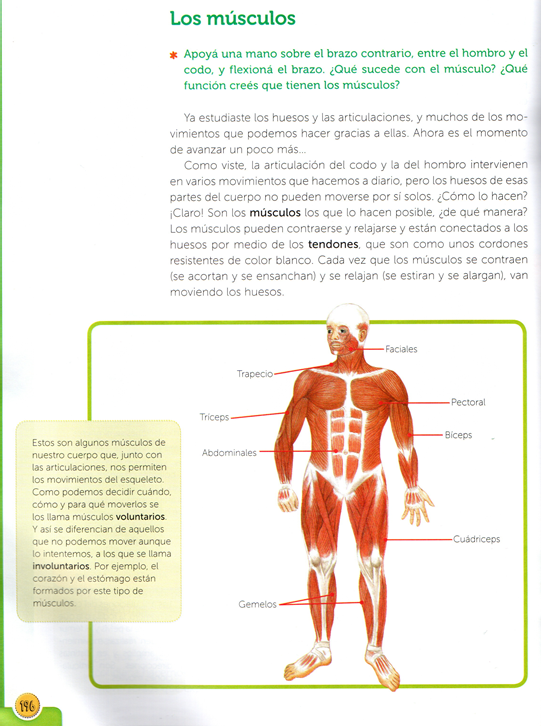 Los músculos
* Apoyá una mano sobre el brazo contrario, entre el hombro y el
codo, y flexioná el brazo. ¿Qué sucede con el músculo? ¿Qué
función creés que tienen los músculos?
Ya estudiaste los huesos y las articulaciones, y muchos de los mo-
vimientos que podemos hacer gracias a ellas. Ahora es el momento
de avanzar un poco más...
Como viste, la articulación del codo y la del hombro intervienen
en varios movimientos que hacemos a diario, pero los huesos de esas
partes del cuerpo no pueden moverse por sí solos. ¿Cómo lo hacen?
¡Claro! Son los músculos los que lo hacen posible, ¿de qué manera?
Los músculos pueden contraerse y relajarse y están conectados a los
huesos por medio de los tendones, que son como unos cordones
resistentes de color blanco. Cada vez que los músculos se contraen
(se acortan y se ensanchan) y se relajan (se estiran y se alargan), van
moviendo los huesos.
Faciales
Trapecio
Pectoral
Tríceps
Bíceps
Abdominales
Cuádriceps
Gemelos
Estos son algunos músculos de
nuestro cuerpo que, junto con
las articulaciones, nos permiten
los movimientos del esqueleto.
Como podemos decidir cuándo,
cómo y para qué moverlos se
los llama músculos voluntarios.
Y así se diferencian de aquellos
que no podemos mover aunque
lo intentemos, a los que se llama
involuntarios. Por ejemplo, el
corazón y el estómago están
formados por este tipo de
músculos.
196